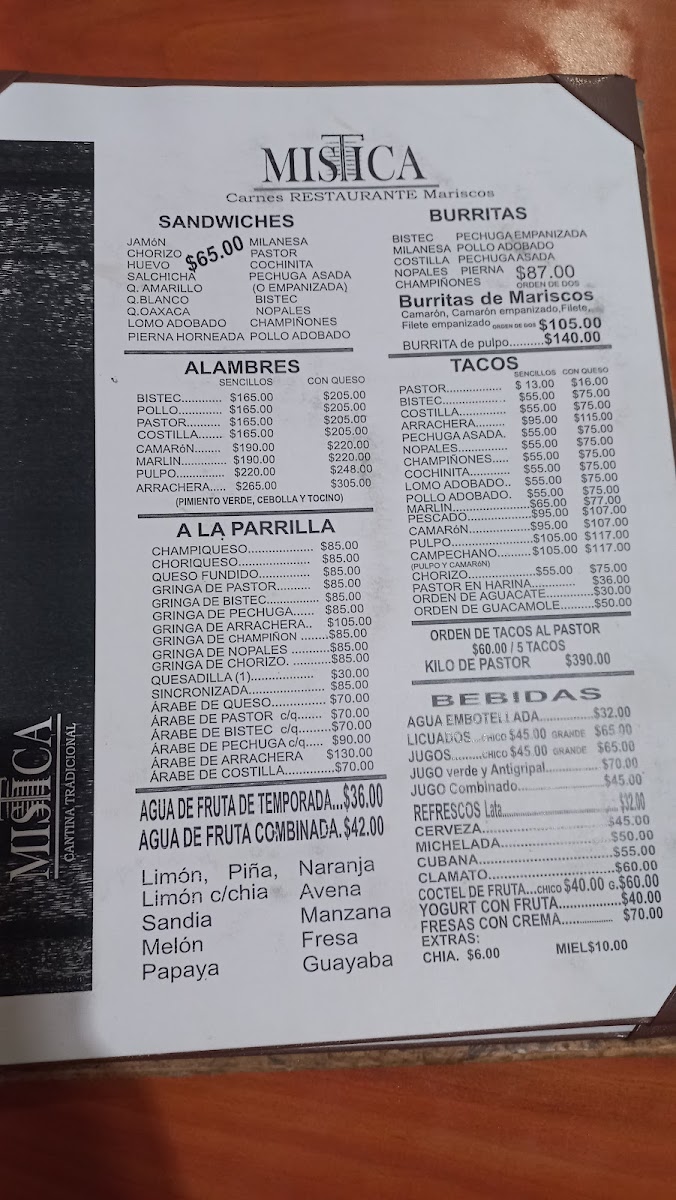 MISTICA
Carnes RESTAURANTE Mariscos
SANDWICHES
$65.00
JAMÓN MILANESA
CHORIZO PASTOR
HUEVO COCHINITA
SALCHICHA PECHUGA ASADA
Q. AMARILLO (O EMPANIZADA)
Q.BLANCO BISTEC
Q.OAXACA NOPALES
LOMO ADOBADO CHAMPIÑONES
PIERNA HORNEADA POLLO ADOBADO
ALAMBRES
SENCILLOS CON QUESO
BISTEC............ $165.00 $205.00
POLLO............. $165.00 $205.00
PASTOR.......... $165.00 $205.00
COSTILLA....... $165.00 $205.00
CAMARÓN........ $190.00 $220.00
MARLIN............. $190.00 $220.00
PULPO.............. $220.00 $248.00
ARRACHERA..... $265.00 $305.00
(PIMIENTO VERDE, CEBOLLA Y TOCINO)
A LA PARRILLA
CHAMPIQUESO.................... $85.00
CHORIQUESO...................... $85.00
QUESO FUNDIDO................ $85.00
GRINGA DE PASTOR........... $85.00
GRINGA DE BISTEC................ $85.00
GRINGA DE PECHUGA...... $85.00
GRINGA DE ARRACHERA.. $105.00
GRINGA DE CHAMPIÑON ........$85.00
GRINGA DE NOPALES ...........$85.00
GRINGA DE CHORIZO. ...........$85.00
QUESADILLA (1)................... $30.00
SINCRONIZADA....................... $85.00
ÁRABE DE QUESO................. $70.00
ÁRABE DE PASTOR c/q....... $70.00
ÁRABE DE BISTEC c/q........$70.00
ÁRABE DE PECHUGA c/q..... $90.00
ÁRABE DE ARRACHERA $130.00
ÁRABE DE COSTILLA..............$70.00
AGUA DE FRUTA DE TEMPORADA...$36.00
AGUA DE FRUTA COMBINADA.$42.00
Limón, Piña, Naranja
Limón c/chia Avena
Sandia Manzana
Melón Fresa
Papaya Guayaba
BURRITAS
BISTEC PECHUGA EMPANIZADA
MILANESA POLLO ADOBADO
COSTILLA PECHUGA ASADA
NOPALES PIERNA $87.00
CHAMPIÑONES ORDEN DE DOS
Burritas de Mariscos
Camarón, Camarón empanizado,Filete,
Filete empanizado ORDEN DE DOS $105.00
BURRITA de pulpo..........$140.00
TACOS
SENCILLOS CON QUESO
PASTOR................. $ 13.00 $16.00
BISTEC................... $55.00 $75.00
COSTILLA.............. $55.00 $75.00
ARRACHERA......... $95.00 $115.00
PECHUGA ASADA. $55.00 $75.00
NOPALES............... $55.00 $75.00
CHAMPIÑONES..... $55.00 $75.00
COCHINITA............. $55.00 $75.00
LOMO ADOBADO.. $55.00 $75.00
POLLO ADOBADO. $55.00 $75.00
MARLIN...................$65.00 $77.00
PESCADO...............$95.00 $107.00
CAMARÓN..............$95.00 $107.00
PULPO...................$105.00 $117.00
CAMPECHANO..........$105.00 $117.00
(PULPO Y CAMARÓN)
CHORIZO..................$55.00 $75.00
PASTOR EN HARINA............ $36.00
ORDEN DE AGUACATE............$30.00
ORDEN DE GUACAMOLE..........$50.00
ORDEN DE TACOS AL PASTOR
$60.00 / 5 TACOS
KILO DE PASTOR $390.00
BEBIDAS
AGUA EMBOTELLADA................$32.00
LICUADOS...CHICO $45.00 GRANDE $65.00
JUGOS.........CHICO $45.00 GRANDE $65.00
JUGO verde y Antigripal.............$70.00
JUGO Combinado.....................$45.00
REFRESCOS Lata............................$32.00
CERVEZA...............................$45.00
MICHELADA...........................$50.00
CUBANA..................................$55.00
CLAMATO................................$60.00
COCTEL DE FRUTA...CHICO $40.00 G.$60.00
YOGURT CON FRUTA.................$40.00
FRESAS CON CREMA............. $70.00
EXTRAS:
CHIA. $6.00 MIEL$10.00
MISTICA
CANTINA TRADICIONAL